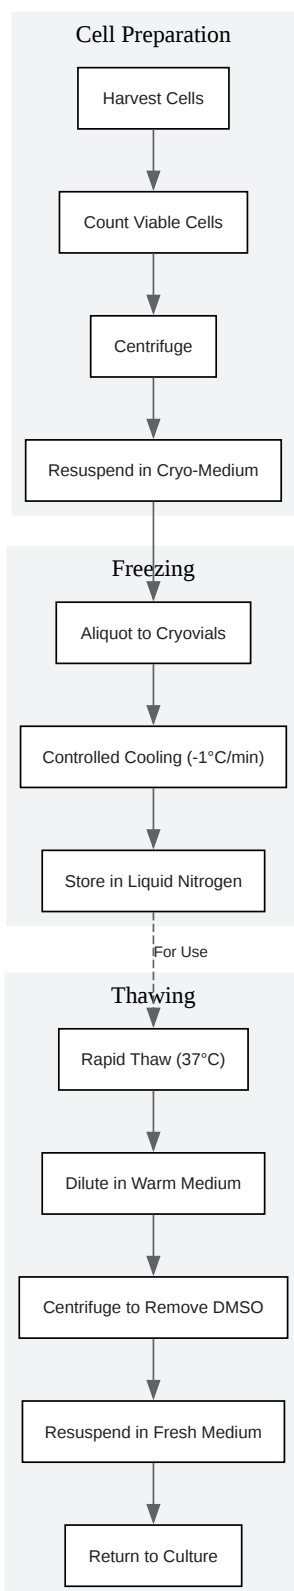 Cell Preparation
Harvest Cells
Count Viable Cells
Centrifuge
Resuspend in Cryo-Medium
Freezing
Aliquot to Cryovials
Controlled Cooling (-1°C/min)
Store in Liquid Nitrogen
For Use
Thawing
Rapid Thaw (37°C)
Dilute in Warm Medium
Centrifuge to Remove DMSO
Resuspend in Fresh Medium
Return to Culture